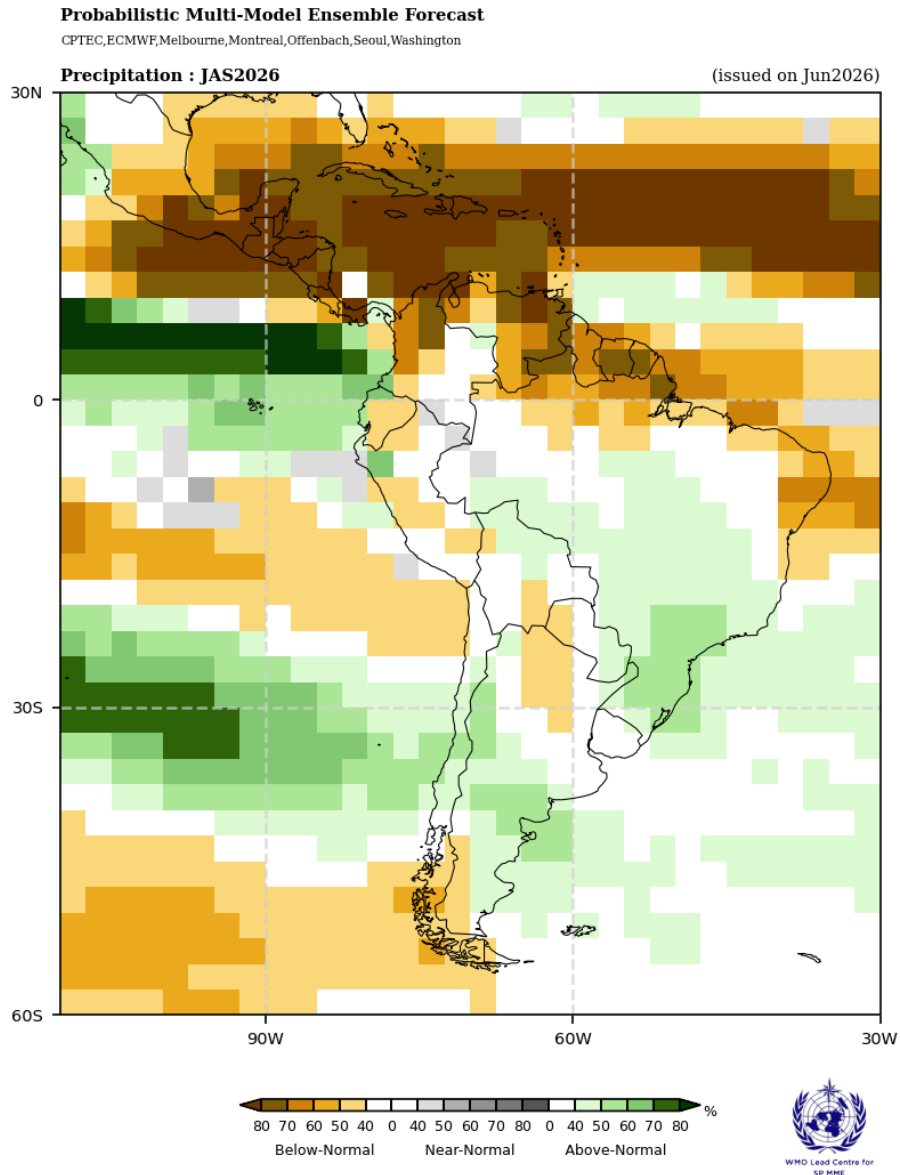 Probabilistic Multi-Model Ensemble Forecast
CPTEC,ECMWF,Melbourne,Montreal,Offenbach,Seoul,Washington
Precipitation : JAS2026 (issued on Jun2026)
30N
0
30S
60S
90W 60W 30W
80 70 60 50 40 0 40 50 60 70 80 0 40 50 60 70 80 %
Below-Normal Near-Normal Above-Normal
WMO Lead Centre for
SP MME